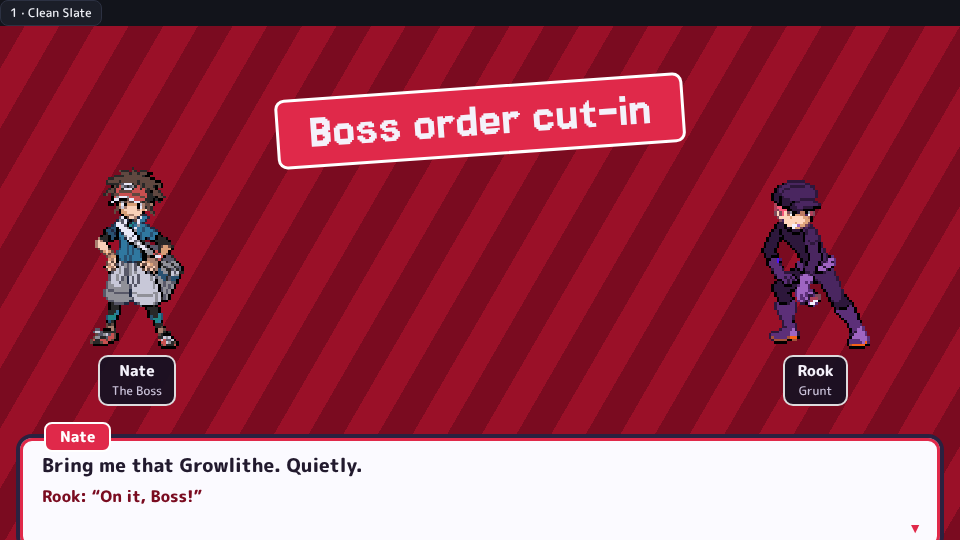 1 · Clean Slate
Boss order cut-in
Nate
The Boss
Rook
Grunt
Nate
Bring me that Growlithe. Quietly.
Rook: “On it, Boss!”